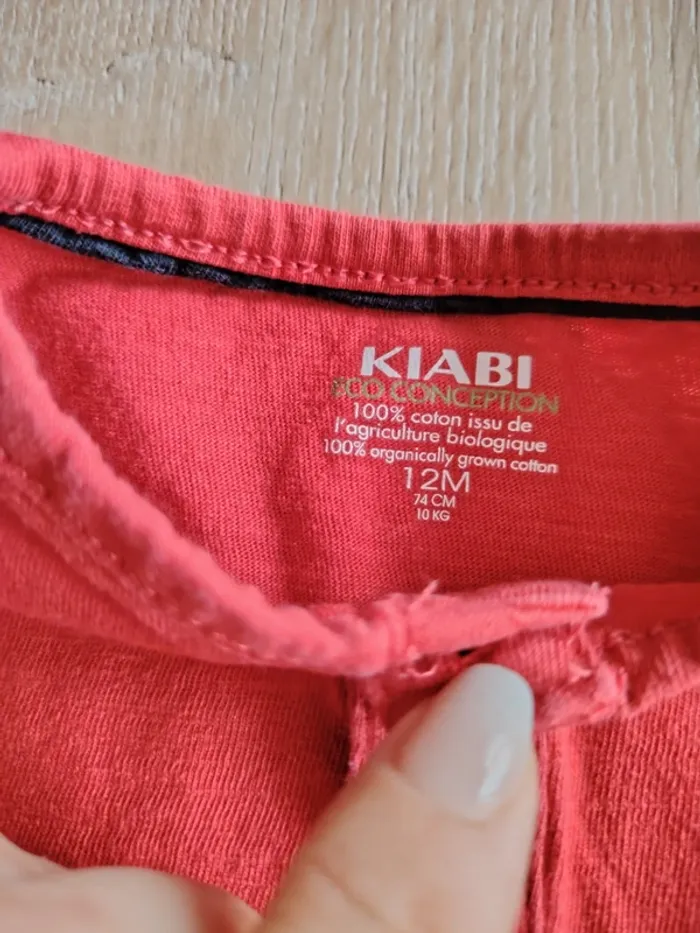 KIABI
ECO CONCEPTION
100% coton issu de
l'agriculture biologique
100% organically grown cotton
12M
74 CM
10 KG